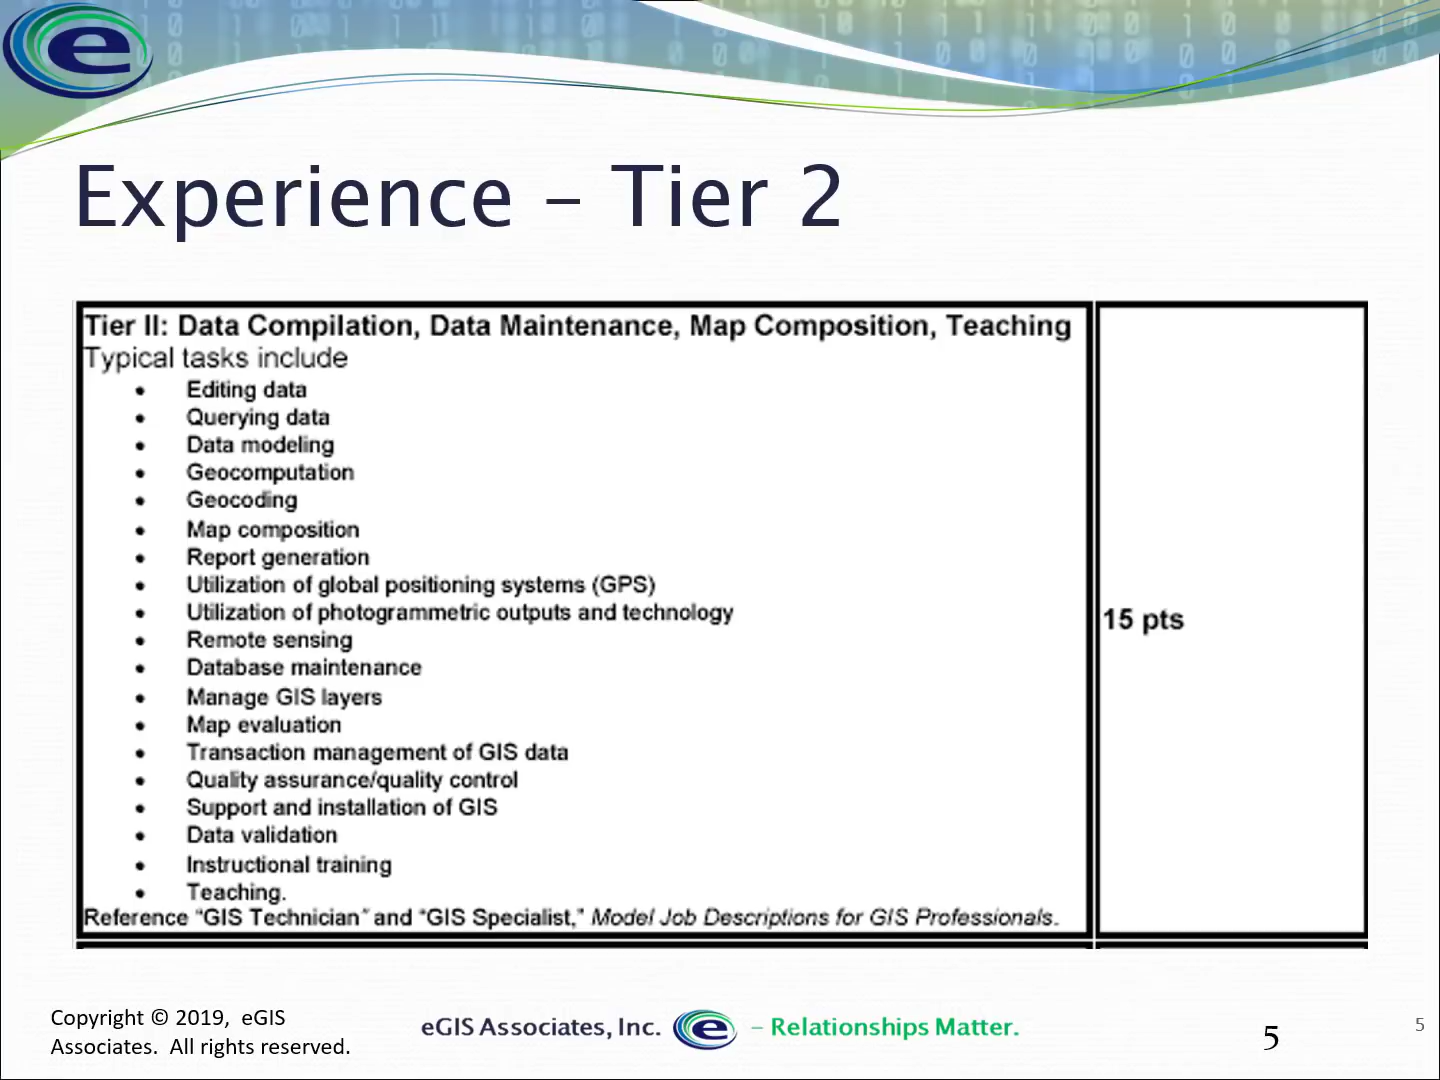 Experience – Tier 2
Tier II: Data Compilation, Data Maintenance, Map Composition, Teaching
Typical tasks include
• Editing data
• Querying data
• Data modeling
• Geocomputation
• Geocoding
• Map composition
• Report generation
• Utilization of global positioning systems (GPS)
• Utilization of photogrammetric outputs and technology
• Remote sensing
• Database maintenance
• Manage GIS layers
• Map evaluation
• Transaction management of GIS data
• Quality assurance/quality control
• Support and installation of GIS
• Data validation
• Instructional training
• Teaching.
Reference “GIS Technician” and “GIS Specialist,” Model Job Descriptions for GIS Professionals.
15 pts
Copyright © 2019, eGIS
Associates. All rights reserved.
eGIS Associates, Inc. e – Relationships Matter.
5
5